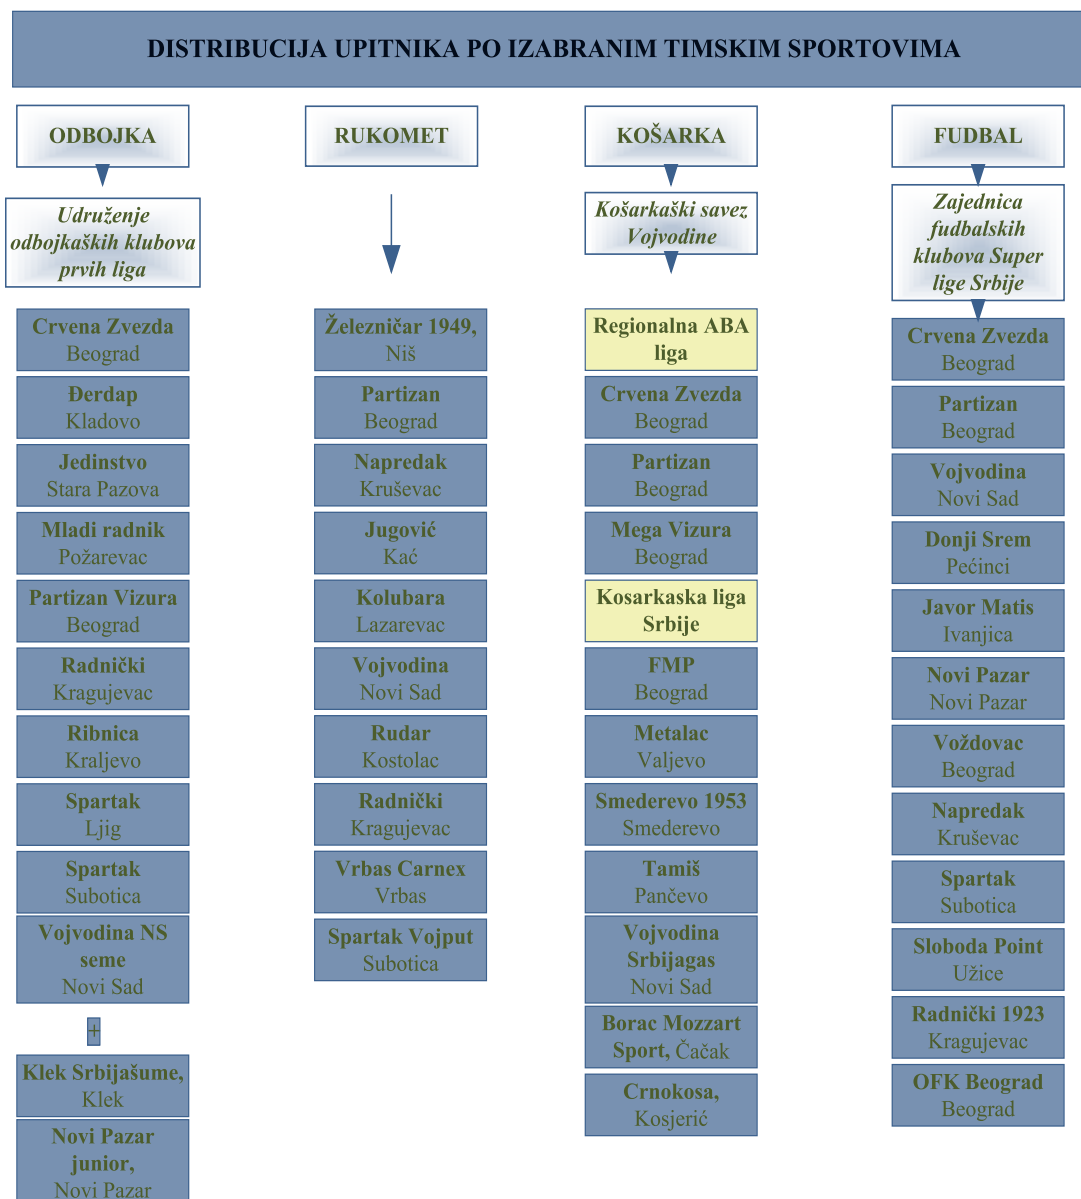 DISTRIBUCIJA UPITNIKA PO IZABRANIM TIMSKIM SPORTOVIMA
ODBOJKA
Udruženje
odbojkaških klubova
prvih liga
Crvena Zvezda
Beograd
Đerdap
Kladovo
Jedinstvo
Stara Pazova
Mladi radnik
Požarevac
Partizan Vizura
Beograd
Radnički
Kragujevac
Ribnica
Kraljevo
Spartak
Ljig
Spartak
Subotica
Vojvodina NS
seme
Novi Sad
+
Klek Srbijašume,
Klek
Novi Pazar
junior,
Novi Pazar
RUKOMET
Železničar 1949,
Niš
Partizan
Beograd
Napredak
Kruševac
Jugović
Kać
Kolubara
Lazarevac
Vojvodina
Novi Sad
Rudar
Kostolac
Radnički
Kragujevac
Vrbas Carnex
Vrbas
Spartak Vojput
Subotica
KOŠARKA
Košarkaški savez
Vojvodine
Regionalna ABA
liga
Crvena Zvezda
Beograd
Partizan
Beograd
Mega Vizura
Beograd
Kosarkaska liga
Srbije
FMP
Beograd
Metalac
Valjevo
Smederevo 1953
Smederevo
Tamiš
Pančevo
Vojvodina
Srbijagas
Novi Sad
Borac Mozzart
Sport, Čačak
Crnokosa,
Kosjerić
FUDBAL
Zajednica
fudbalskih
klubova Super
lige Srbije
Crvena Zvezda
Beograd
Partizan
Beograd
Vojvodina
Novi Sad
Donji Srem
Pećinci
Javor Matis
Ivanjica
Novi Pazar
Novi Pazar
Voždovac
Beograd
Napredak
Kruševac
Spartak
Subotica
Sloboda Point
Užice
Radnički 1923
Kragujevac
OFK Beograd
Beograd